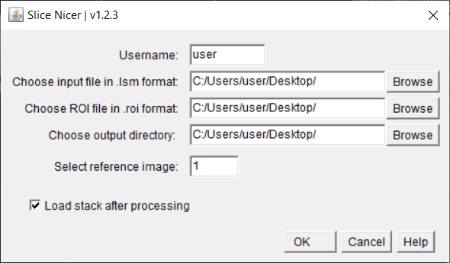 Slice Nicer | v1.2.3
Username: user
Choose input file in .lsm format: C:/Users/user/Desktop/ Browse
Choose ROI file in .roi format: C:/Users/user/Desktop/ Browse
Choose output directory: C:/Users/user/Desktop/ Browse
Select reference image: 1
Load stack after processing
OK Cancel Help